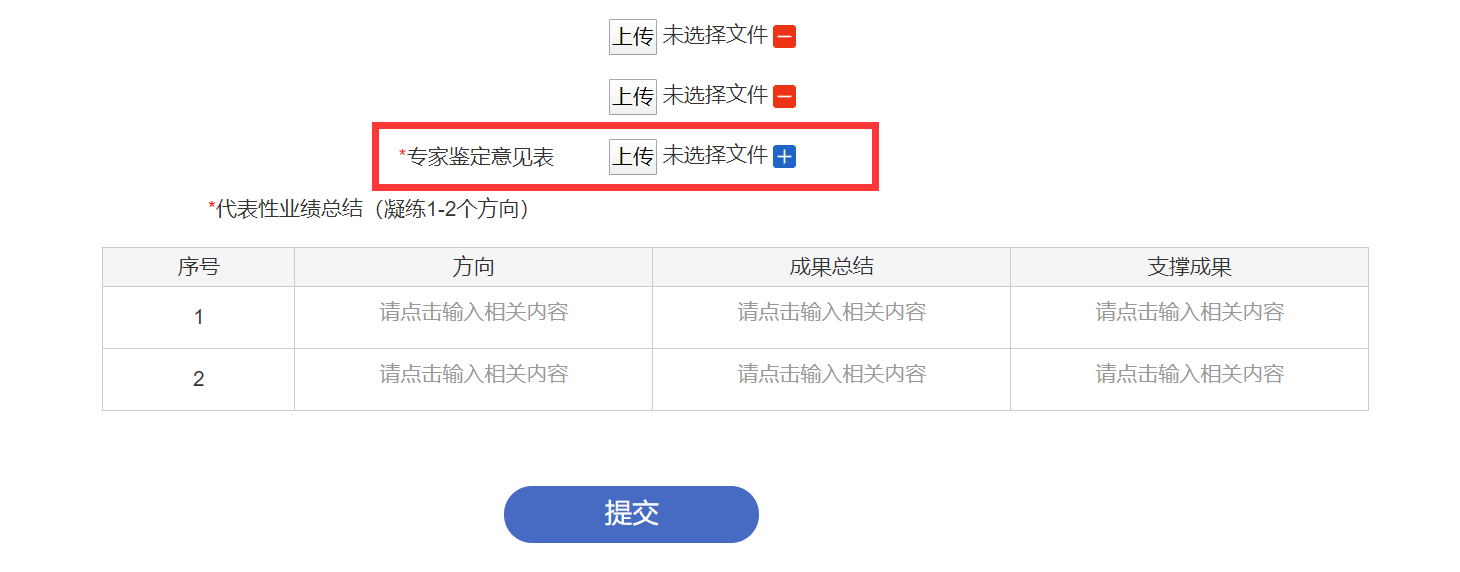 上传 未选择文件
上传 未选择文件
*专家鉴定意见表 上传 未选择文件
*代表性业绩总结（凝练1-2个方向）
序号 方向 成果总结 支撑成果
1 请点击输入相关内容 请点击输入相关内容 请点击输入相关内容
2 请点击输入相关内容 请点击输入相关内容 请点击输入相关内容
提交